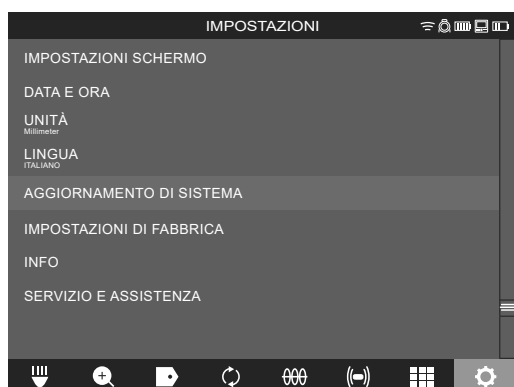 IMPOSTAZIONI
IMPOSTAZIONI SCHERMO
DATA E ORA
UNITÀ
Millimeter
LINGUA
ITALIANO
AGGIORNAMENTO DI SISTEMA
IMPOSTAZIONI DI FABBRICA
INFO
SERVIZIO E ASSISTENZA